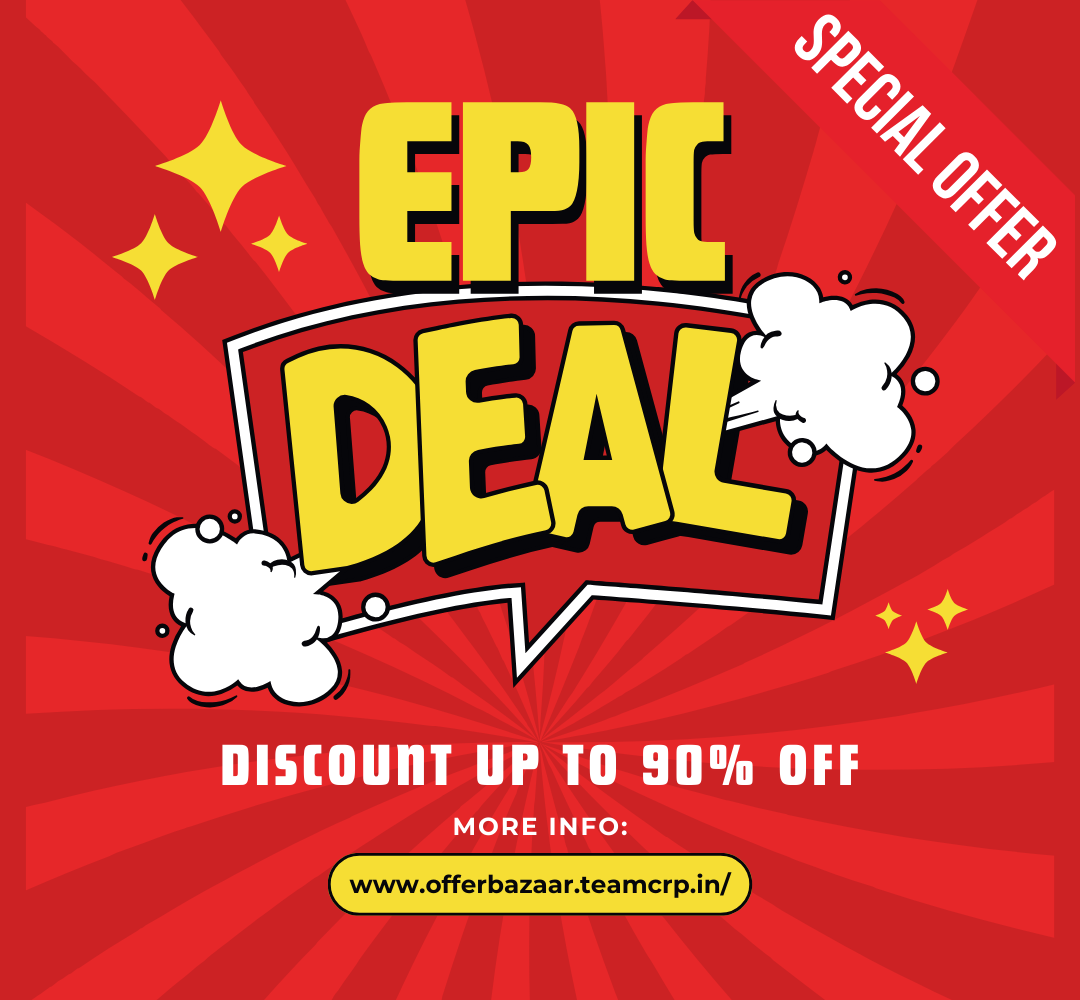 SPECIAL OFFER
EPIC
DEAL
DISCOUNT UP TO 90% OFF
MORE INFO:
www.offerbazaar.teamcrp.in/